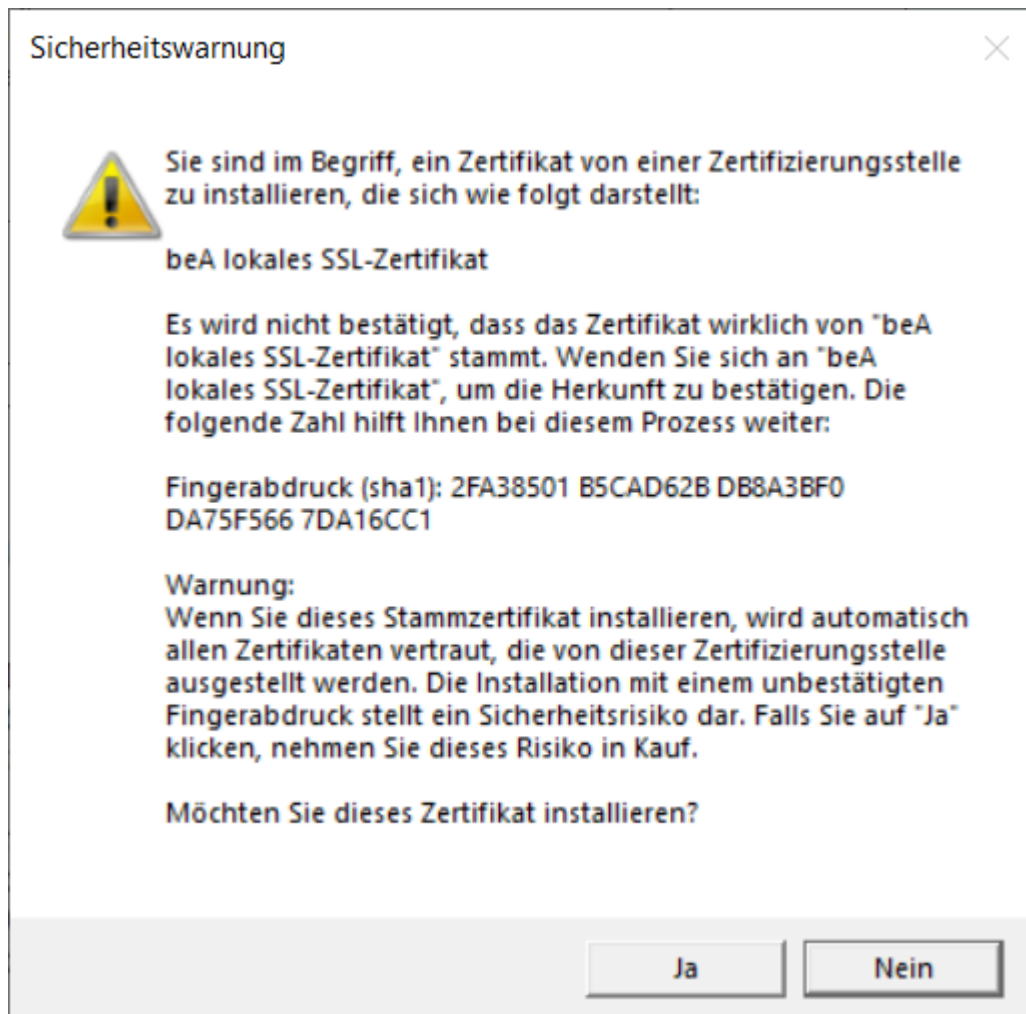 Sicherheitswarnung
Sie sind im Begriff, ein Zertifikat von einer Zertifizierungsstelle
zu installieren, die sich wie folgt darstellt:
beA lokales SSL-Zertifikat
Es wird nicht bestätigt, dass das Zertifikat wirklich von "beA
lokales SSL-Zertifikat" stammt. Wenden Sie sich an "beA
lokales SSL-Zertifikat", um die Herkunft zu bestätigen. Die
folgende Zahl hilft Ihnen bei diesem Prozess weiter:
Fingerabdruck (sha1): 2FA38501 B5CAD62B DB8A3BF0
DA75F566 7DA16CC1
Warnung:
Wenn Sie dieses Stammzertifikat installieren, wird automatisch
allen Zertifikaten vertraut, die von dieser Zertifizierungsstelle
ausgestellt werden. Die Installation mit einem unbestätigten
Fingerabdruck stellt ein Sicherheitsrisiko dar. Falls Sie auf "Ja"
klicken, nehmen Sie dieses Risiko in Kauf.
Möchten Sie dieses Zertifikat installieren?
Ja
Nein